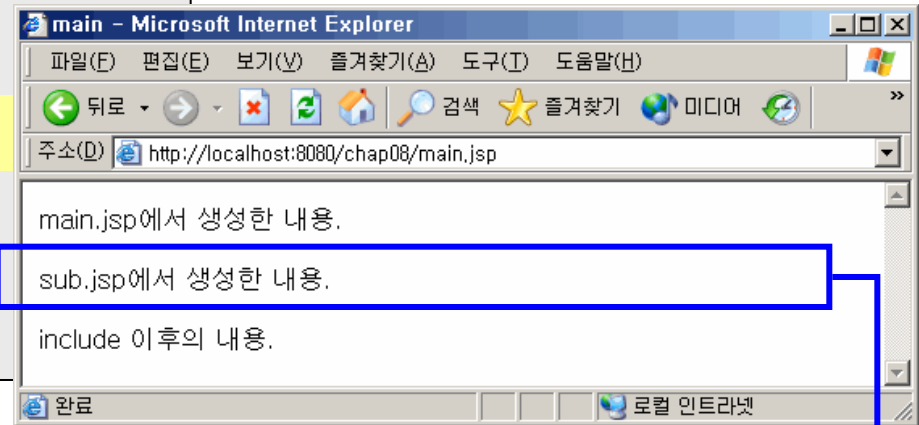 main - Microsoft Internet Explorer
파일(F) 편집(E) 보기(V) 즐겨찾기(A) 도구(T) 도움말(H)
뒤로 검색 즐겨찾기 미디어 »
주소(D) http://localhost:8080/chap08/main.jsp
main.jsp에서 생성한 내용.
sub.jsp에서 생성한 내용.
include 이후의 내용.
완료 로컬 인트라넷